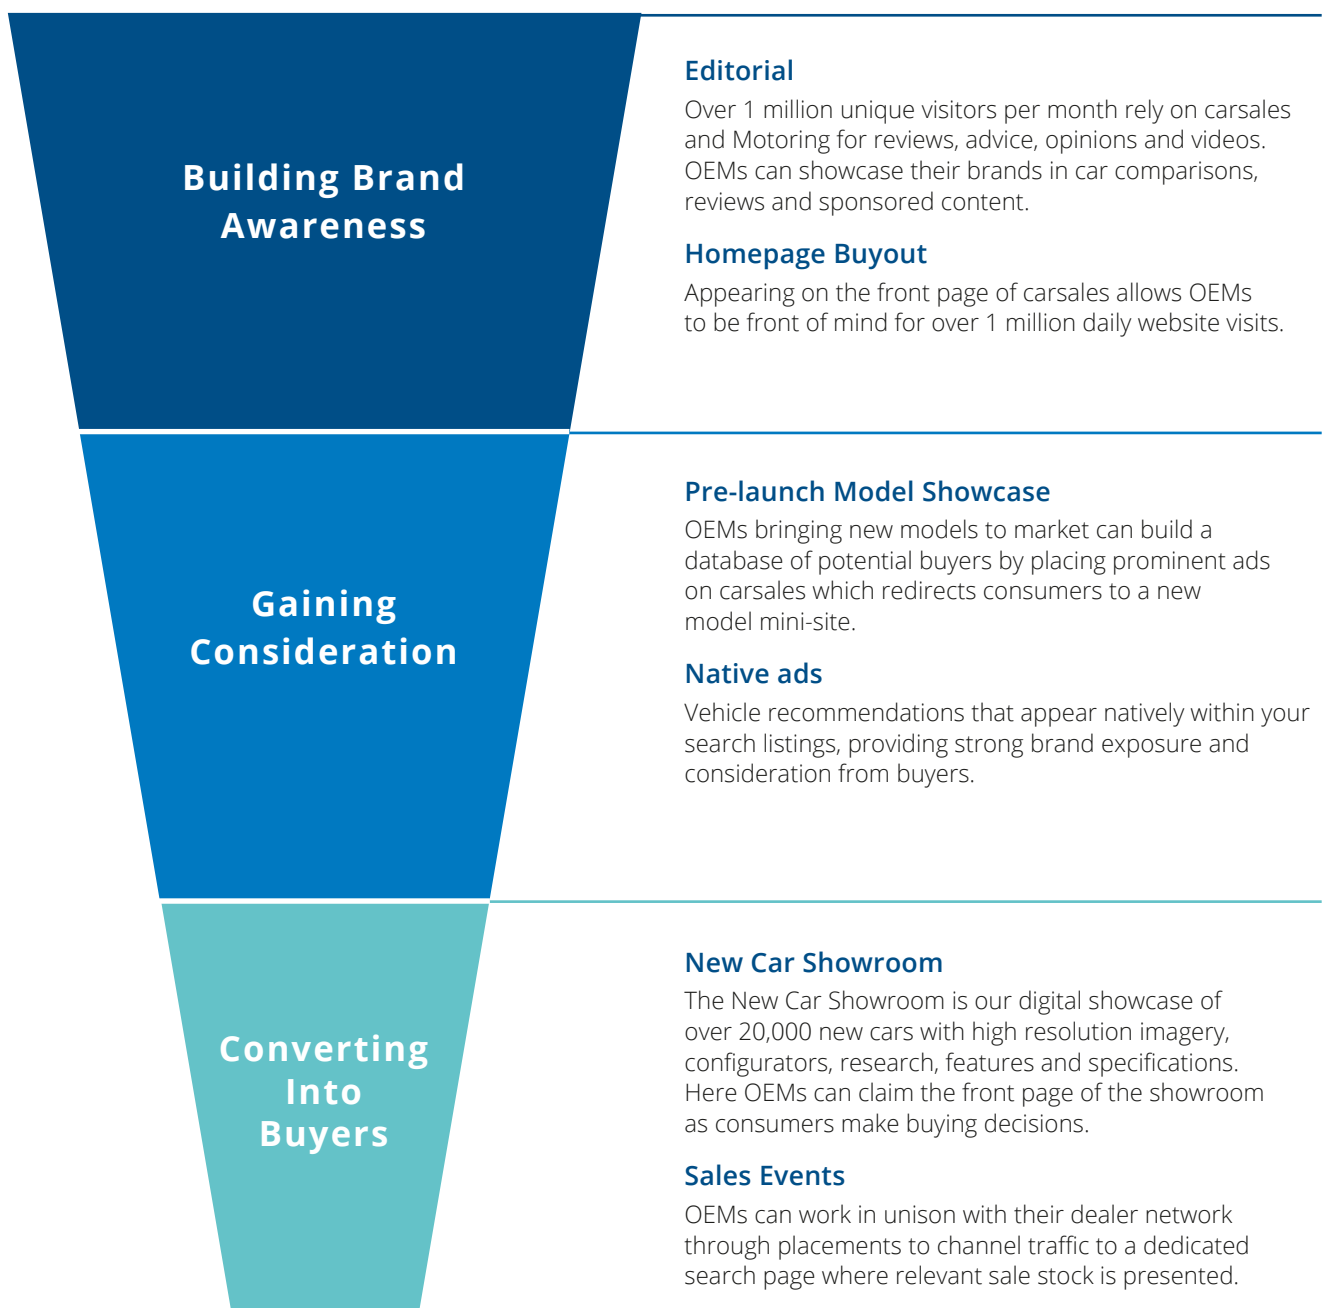 Building Brand
Awareness
Editorial
Over 1 million unique visitors per month rely on carsales
and Motoring for reviews, advice, opinions and videos.
OEMs can showcase their brands in car comparisons,
reviews and sponsored content.
Homepage Buyout
Appearing on the front page of carsales allows OEMs
to be front of mind for over 1 million daily website visits.
Gaining
Consideration
Pre-launch Model Showcase
OEMs bringing new models to market can build a
database of potential buyers by placing prominent ads
on carsales which redirects consumers to a new
model mini-site.
Native ads
Vehicle recommendations that appear natively within your
search listings, providing strong brand exposure and
consideration from buyers.
Converting
Into
Buyers
New Car Showroom
The New Car Showroom is our digital showcase of
over 20,000 new cars with high resolution imagery,
configurators, research, features and specifications.
Here OEMs can claim the front page of the showroom
as consumers make buying decisions.
Sales Events
OEMs can work in unison with their dealer network
through placements to channel traffic to a dedicated
search page where relevant sale stock is presented.